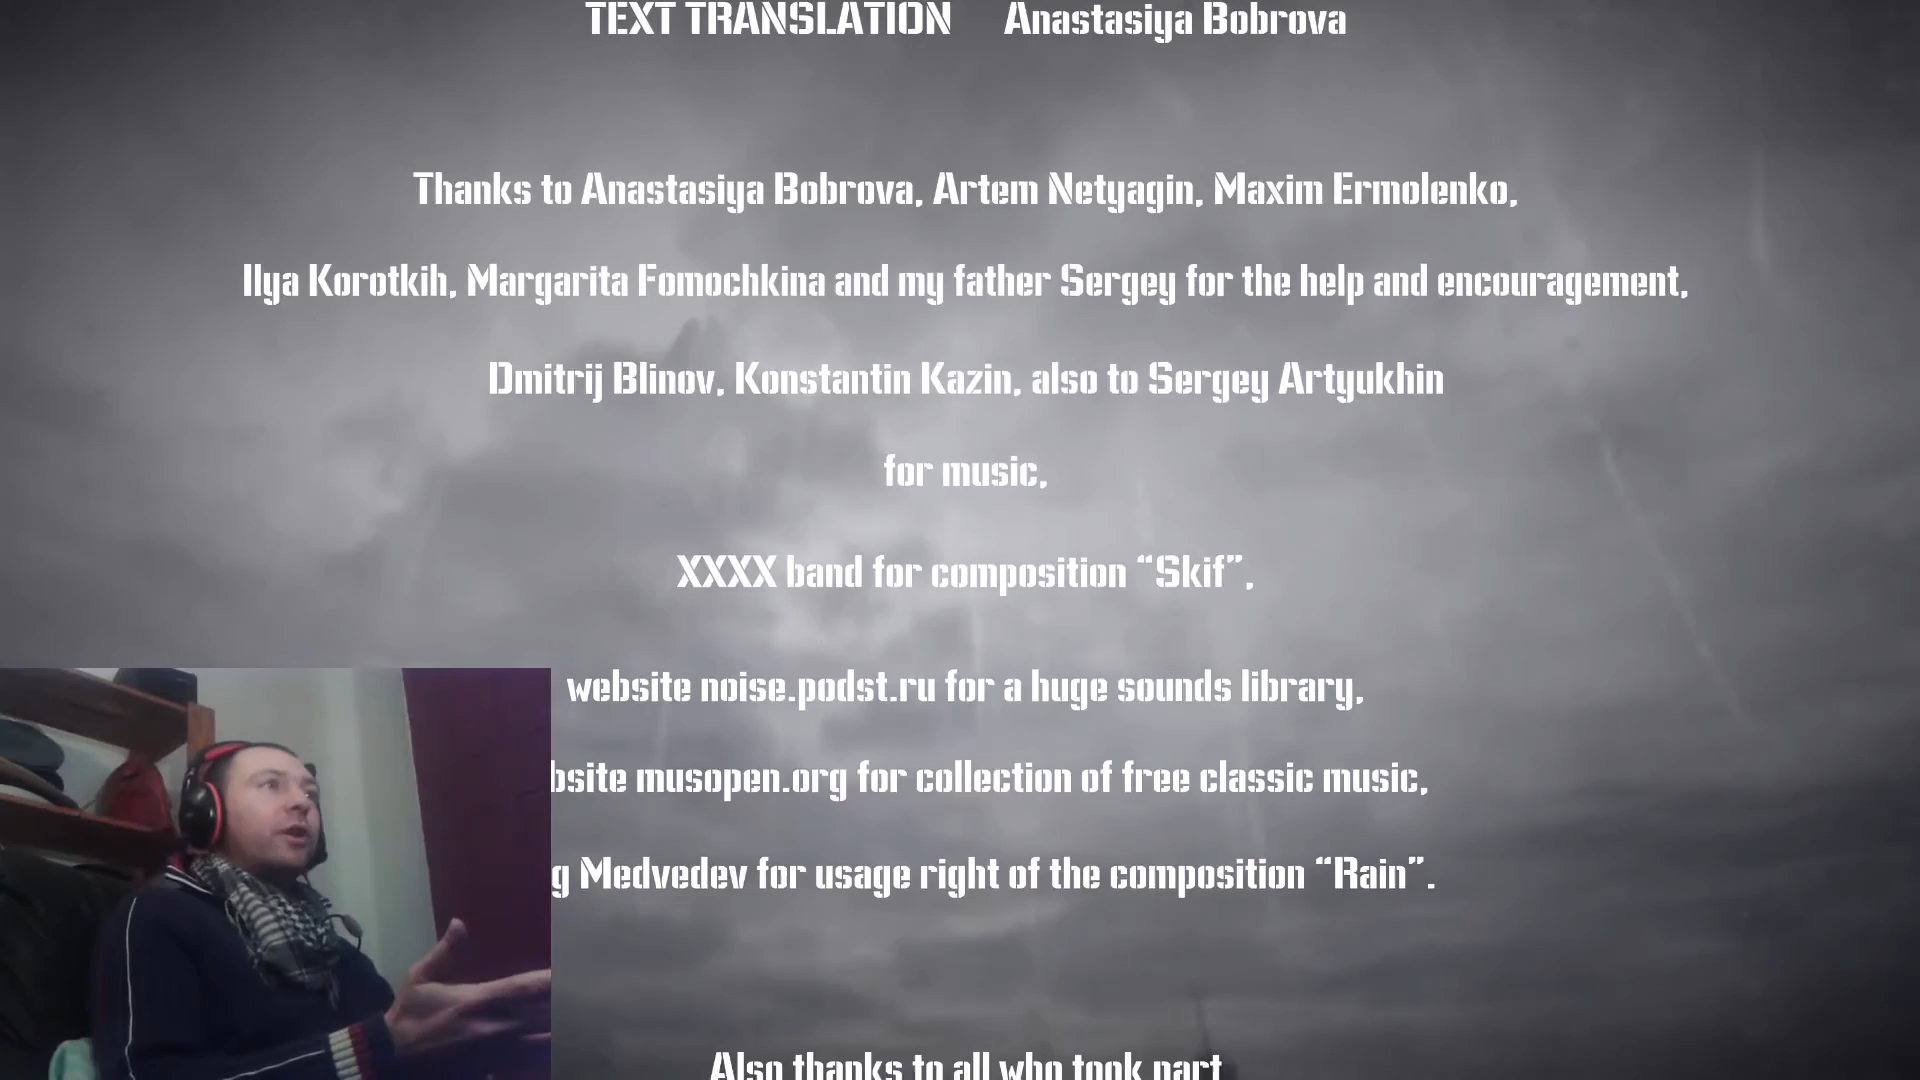 TEXT TRANSLATION Anastasiya Bobrova
Thanks to Anastasiya Bobrova, Artem Netyagin, Maxim Ermolenko,
Ilya Korotkih, Margarita Fomochkina and my father Sergey for the help and encouragement,
Dmitrij Blinov, Konstantin Kazin, also to Sergey Artyukhin
for music,
XXXX band for composition “Skif”,
website noise.podst.ru for a huge sounds library,
bsite musopen.org for collection of free classic music,
g Medvedev for usage right of the composition “Rain”.
Also thanks to all who took part